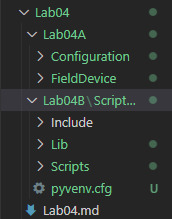 Lab04
Lab04A
Configuration
FieldDevice
Lab04B\Script...
Include
Lib
Scripts
pyvenv.cfg U
Lab04.md